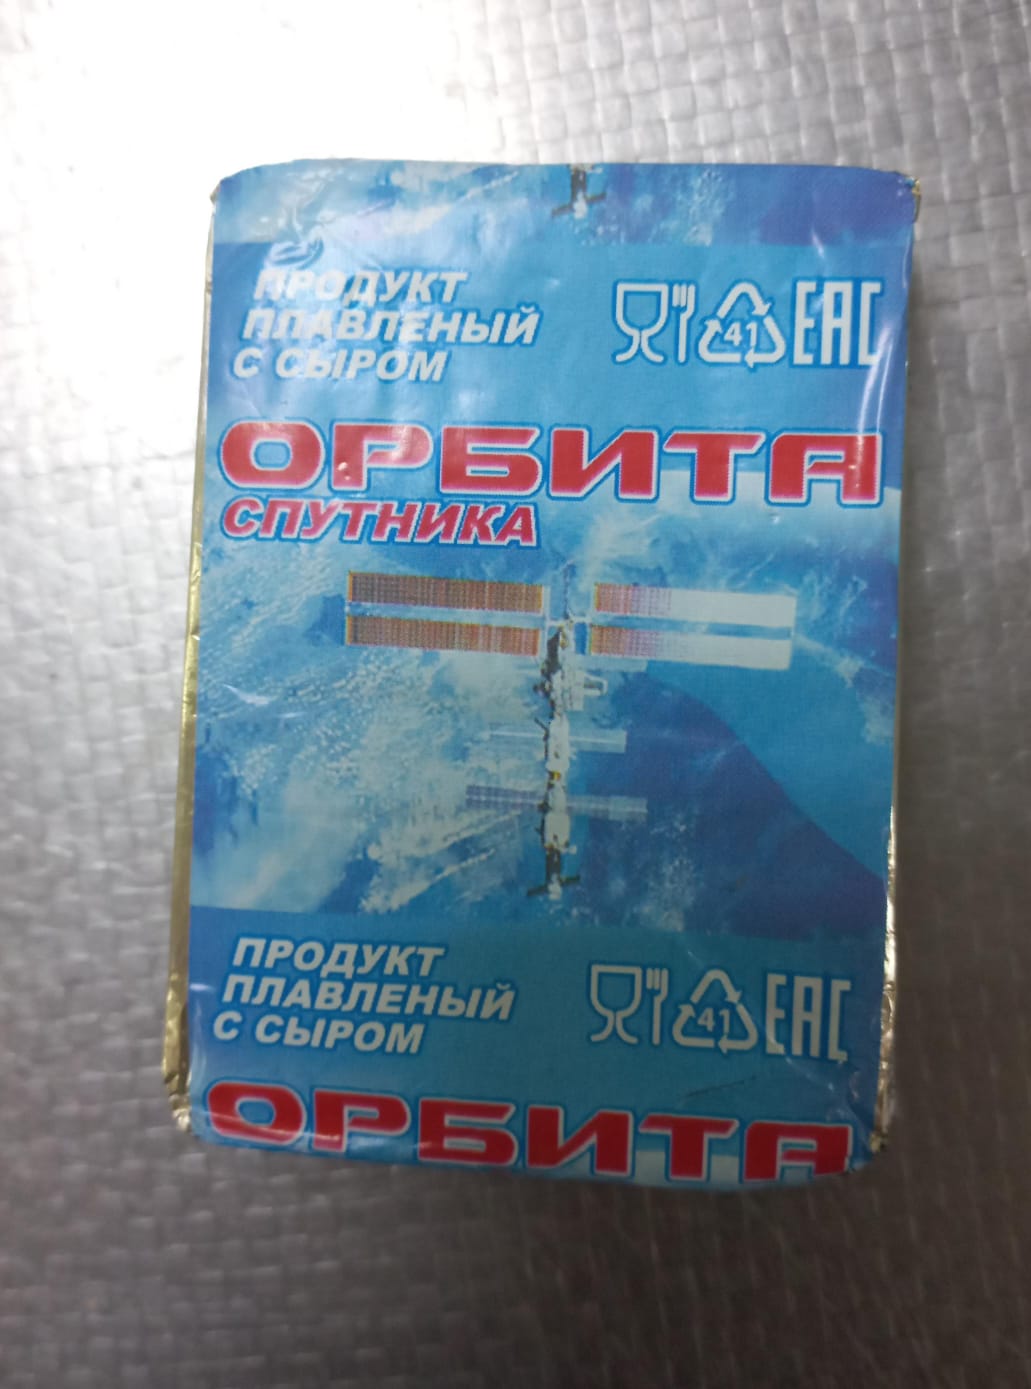 ПРОДУКТ
ПЛАВЛЕНЫЙ
С СЫРОМ
41
EAC
ОРБИТА
СПУТНИКА
ПРОДУКТ
ПЛАВЛЕНЫЙ
С СЫРОМ
41
EAC
ОРБИТА